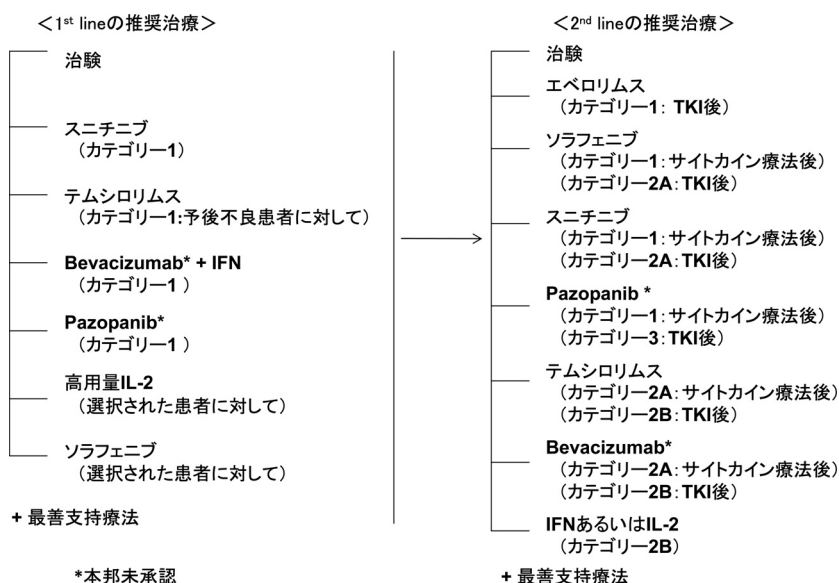 ＜1st lineの推奨治療＞
治験
スニチニブ
（カテゴリー1）
テムシロリムス
（カテゴリー1:予後不良患者に対して）
Bevacizumab* + IFN
（カテゴリー1 ）
Pazopanib*
（カテゴリー1 ）
高用量IL-2
（選択された患者に対して）
ソラフェニブ
（選択された患者に対して）
+ 最善支持療法
*本邦未承認
＜2nd lineの推奨治療＞
治験
エベロリムス
（カテゴリー1： TKI後）
ソラフェニブ
（カテゴリー1：サイトカイン療法後）
（カテゴリー2A：TKI後）
スニチニブ
（カテゴリー1：サイトカイン療法後）
（カテゴリー2A：TKI後）
Pazopanib *
（カテゴリー1：サイトカイン療法後）
（カテゴリー3：TKI後）
テムシロリムス
（カテゴリー2A：サイトカイン療法後）
（カテゴリー2B：TKI後）
Bevacizumab*
（カテゴリー2A：サイトカイン療法後）
（カテゴリー2B：TKI後）
IFNあるいはIL-2
（カテゴリー2B）
+ 最善支持療法